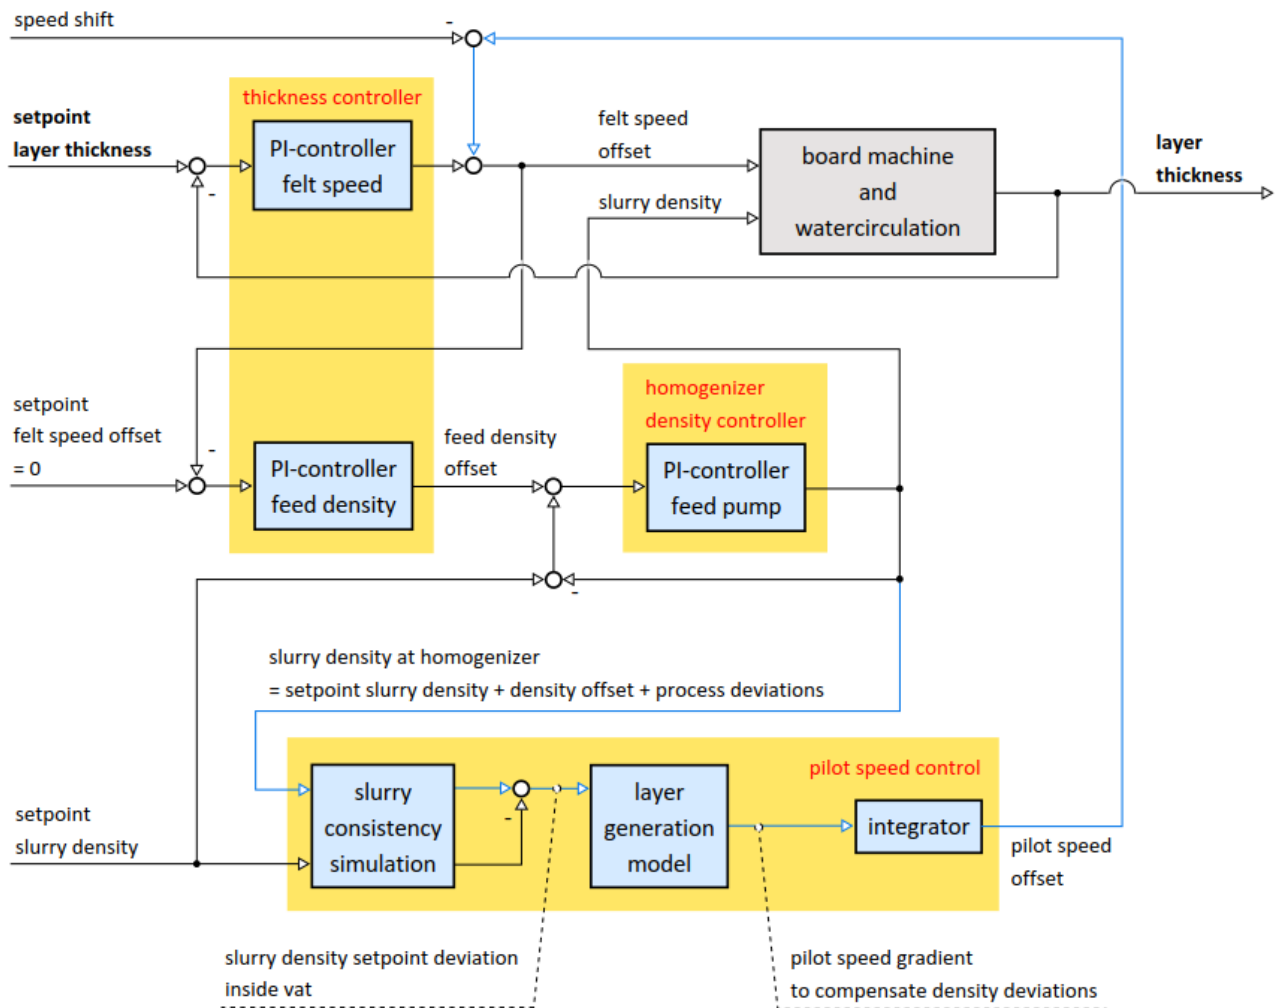 speed shift
-
thickness controller
setpoint
layer thickness
PI-controller
felt speed
-
felt speed
offset
slurry density
board machine
and
watercirculation
layer
thickness
setpoint
felt speed offset
= 0
-
PI-controller
feed density
feed density
offset
homogenizer
density controller
PI-controller
feed pump
-
slurry density at homogenizer
= setpoint slurry density + density offset + process deviations
pilot speed control
setpoint
slurry density
slurry
consistency
simulation
-
layer
generation
model
integrator
pilot speed
offset
slurry density setpoint deviation
inside vat
pilot speed gradient
to compensate density deviations